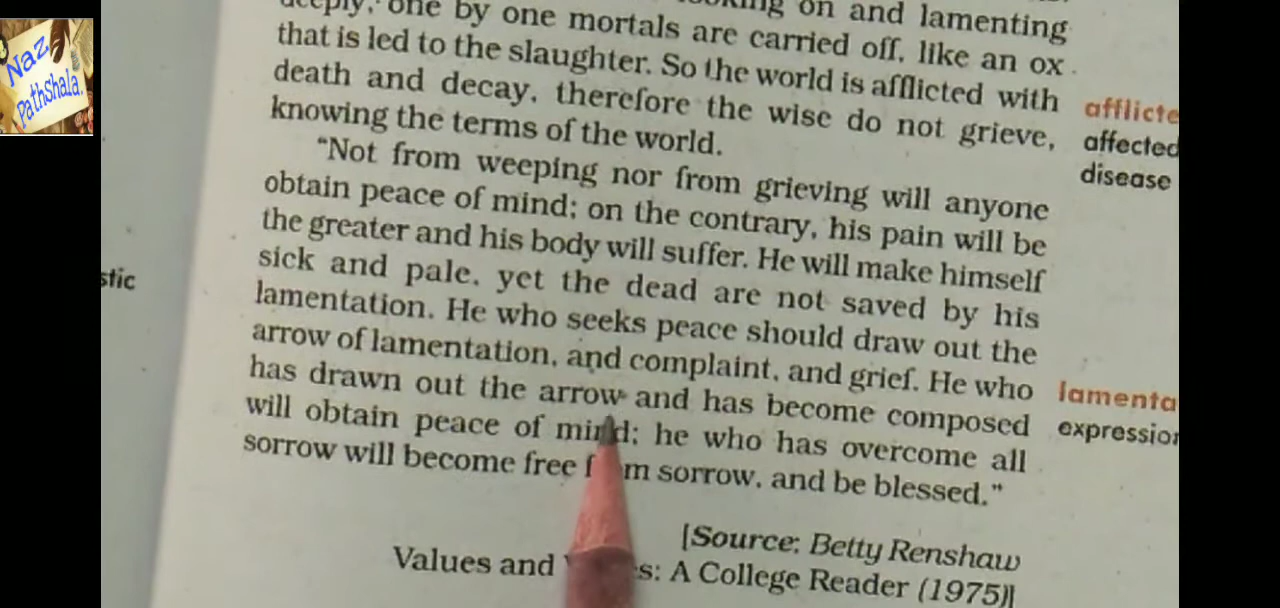 Naz
PathShala.
deeply, one by one mortals are carried off, like an ox
on and lamenting
that is led to the slaughter. So the world is afflicted with
death and decay, therefore the wise do not grieve,
knowing the terms of the world.
"Not from weeping nor from grieving will anyone
obtain peace of mind; on the contrary, his pain will be
the greater and his body will suffer. He will make himself
sick and pale, yet the dead are not saved by his
lamentation. He who seeks peace should draw out the
arrow of lamentation, and complaint, and grief. He who
has drawn out the arrow and has become composed
will obtain peace of mind; he who has overcome all
sorrow will become free from sorrow, and be blessed."
[Source: Betty Renshaw
Values and : A College Reader (1975)]
stic
afflicte
affected
disease
lamenta
expression